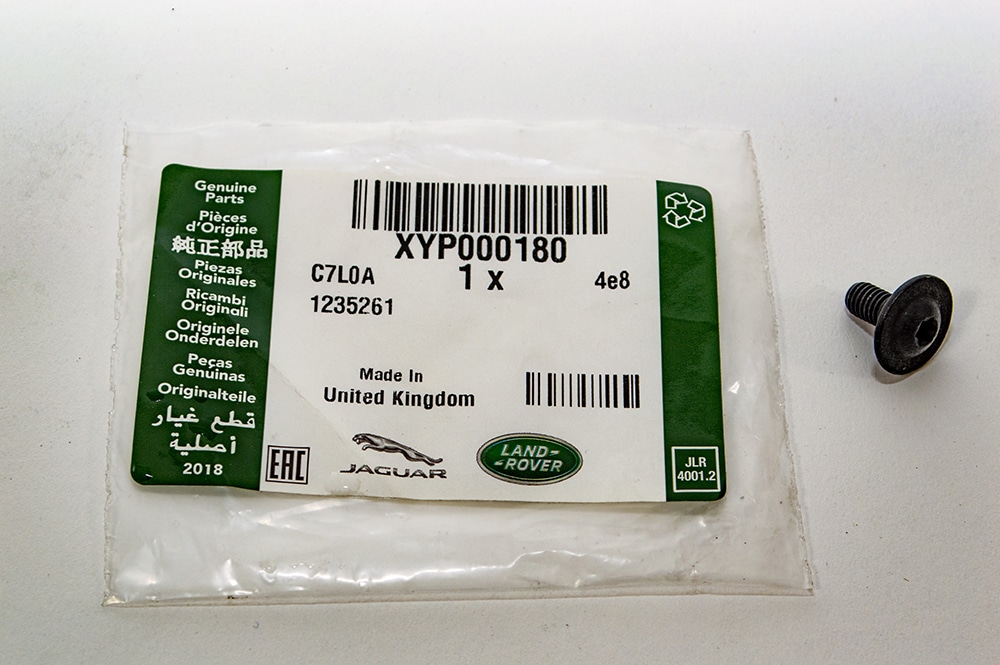 Genuine
Parts
Pièces
d'Origine
純正部品
Piezas
Originales
Ricambi
Originali
Originele
Onderdelen
Peças
Genuínas
Originalteile
قطع غيار
أصلية
2018
XYP000180
1 x
C7L0A
4e8
1235261
Made In
United Kingdom
EAC
JAGUAR
LAND-
-ROVER
JLR
4001.2